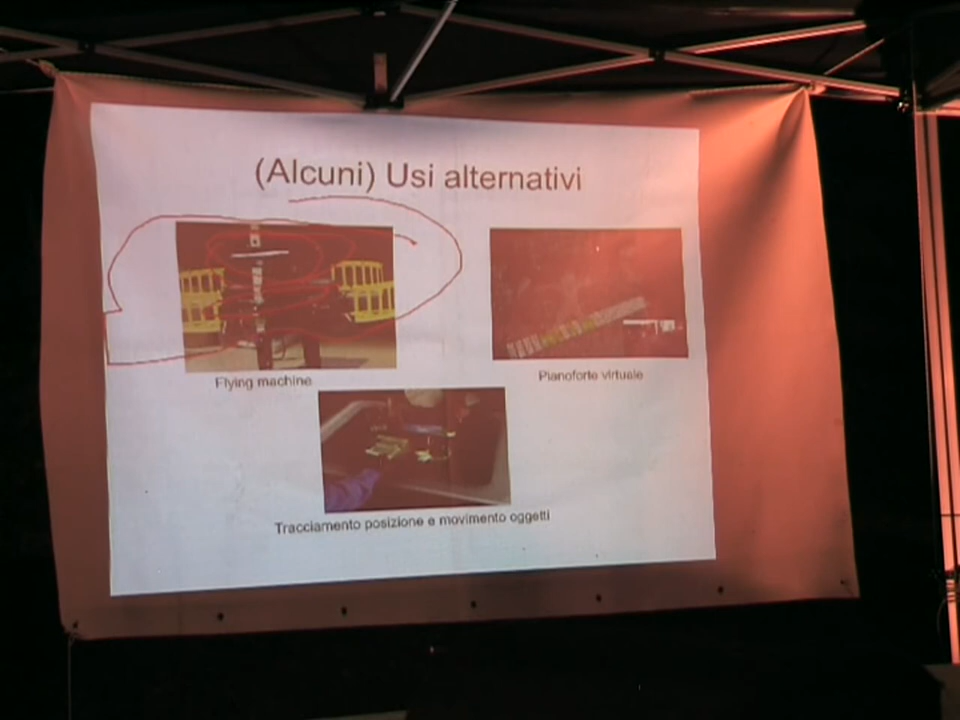 (Alcuni) Usi alternativi
Flying machine
Pianoforte virtuale
Tracciamento posizione e movimento oggetti